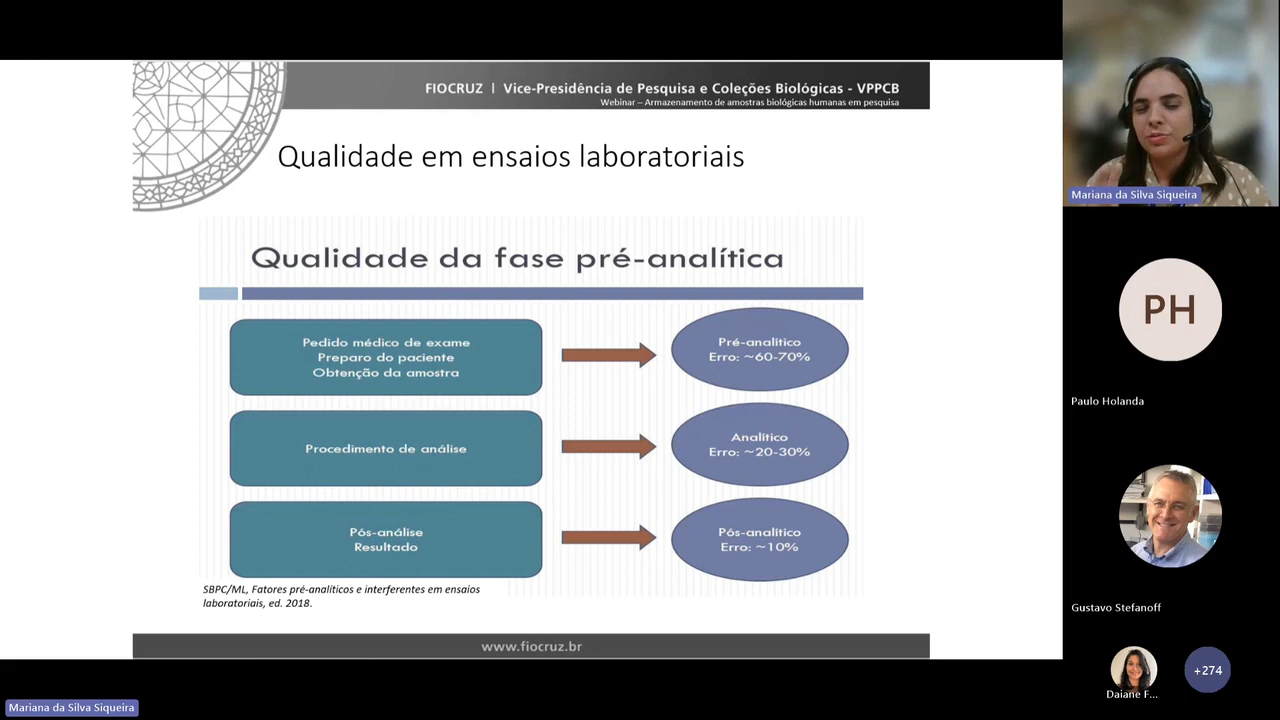 FIOCRUZ | Vice-Presidência de Pesquisa e Coleções Biológicas - VPPCB
Webinar – Armazenamento de amostras biológicas humanas em pesquisa
Qualidade em ensaios laboratoriais
Qualidade da fase pré-analítica
Pedido médico de exame
Preparo do paciente
Obtenção da amostra
Pré-analítico
Erro: ~60-70%
Procedimento de análise
Analítico
Erro: ~20-30%
Pós-análise
Resultado
Pós-analítico
Erro: ~10%
SBPC/ML, Fatores pré-analíticos e interferentes em ensaios
laboratoriais, ed. 2018.
www.fiocruz.br
Mariana da Silva Siqueira
PH
Paulo Holanda
Gustavo Stefanoff
Daiane F...
+274
Mariana da Silva Siqueira